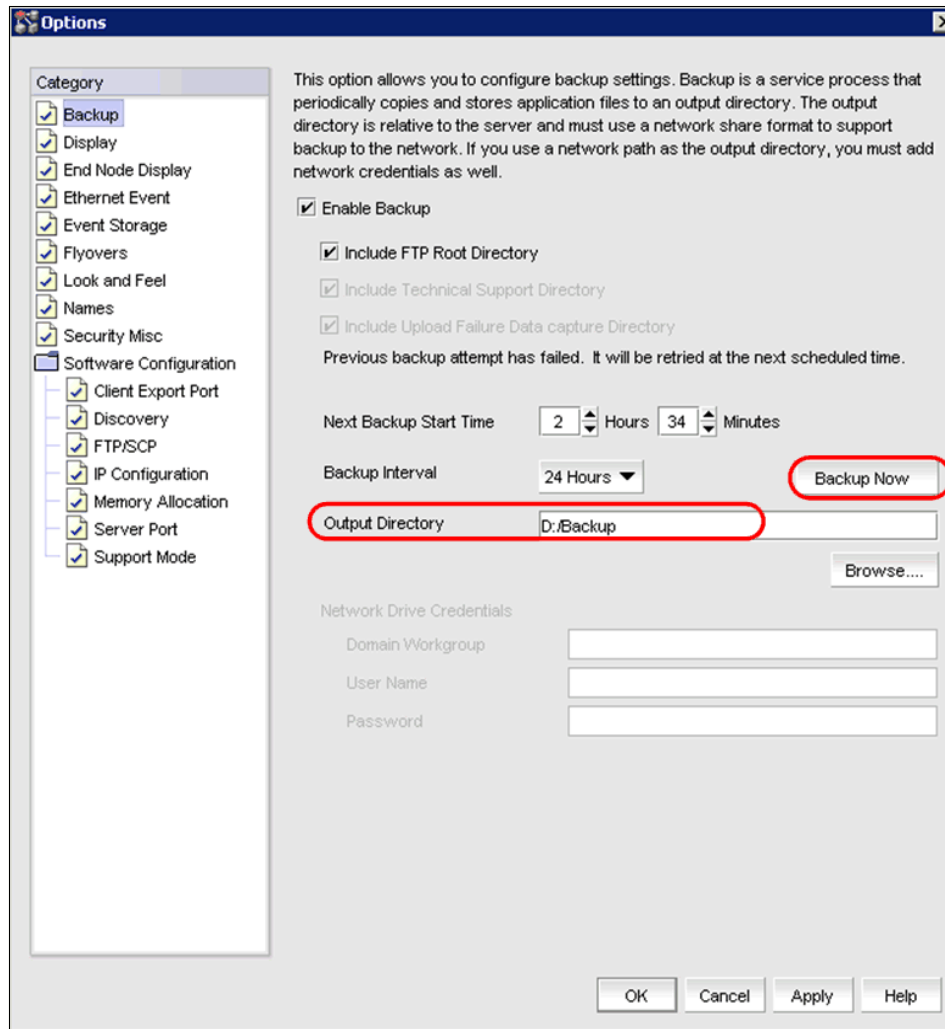 Options
Category
Backup
Display
End Node Display
Ethernet Event
Event Storage
Flyovers
Look and Feel
Names
Security Misc
Software Configuration
Client Export Port
Discovery
FTP/SCP
IP Configuration
Memory Allocation
Server Port
Support Mode
This option allows you to configure backup settings. Backup is a service process that
periodically copies and stores application files to an output directory. The output
directory is relative to the server and must use a network share format to support
backup to the network. If you use a network path as the output directory, you must add
network credentials as well.
Enable Backup
Include FTP Root Directory
Include Technical Support Directory
Include Upload Failure Data capture Directory
Previous backup attempt has failed.  It will be retried at the next scheduled time.
Next Backup Start Time 2 Hours 34 Minutes
Backup Interval 24 Hours Backup Now
Output Directory D:/Backup
Browse....
Network Drive Credentials
Domain Workgroup
User Name
Password
OK Cancel Apply Help